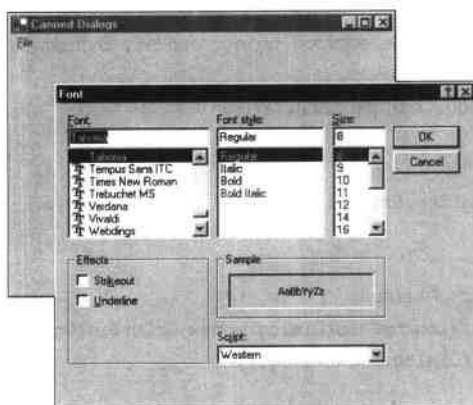 Canned Dialogs
File
Font
Font:
Tahoma
Tahoma
Tempus Sans ITC
Times New Roman
Trebuchet MS
Verdana
Vivaldi
Webdings
Font style:
Regular
Regular
Italic
Bold
Bold Italic
Size:
8
8
9
10
11
12
14
16
OK
Cancel
Effects
Strikeout
Underline
Sample
AaBbYyZz
Script:
Western